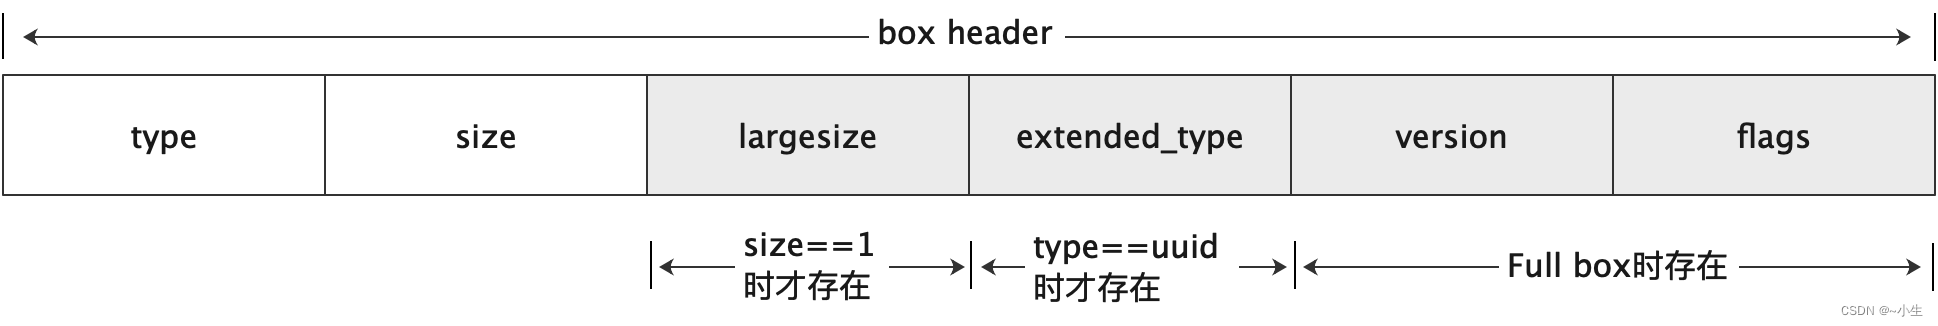 box header
type
size
largesize
extended_type
version
flags
size==1
时才存在
type==uuid
时才存在
Full box时存在
CSDN @~小生